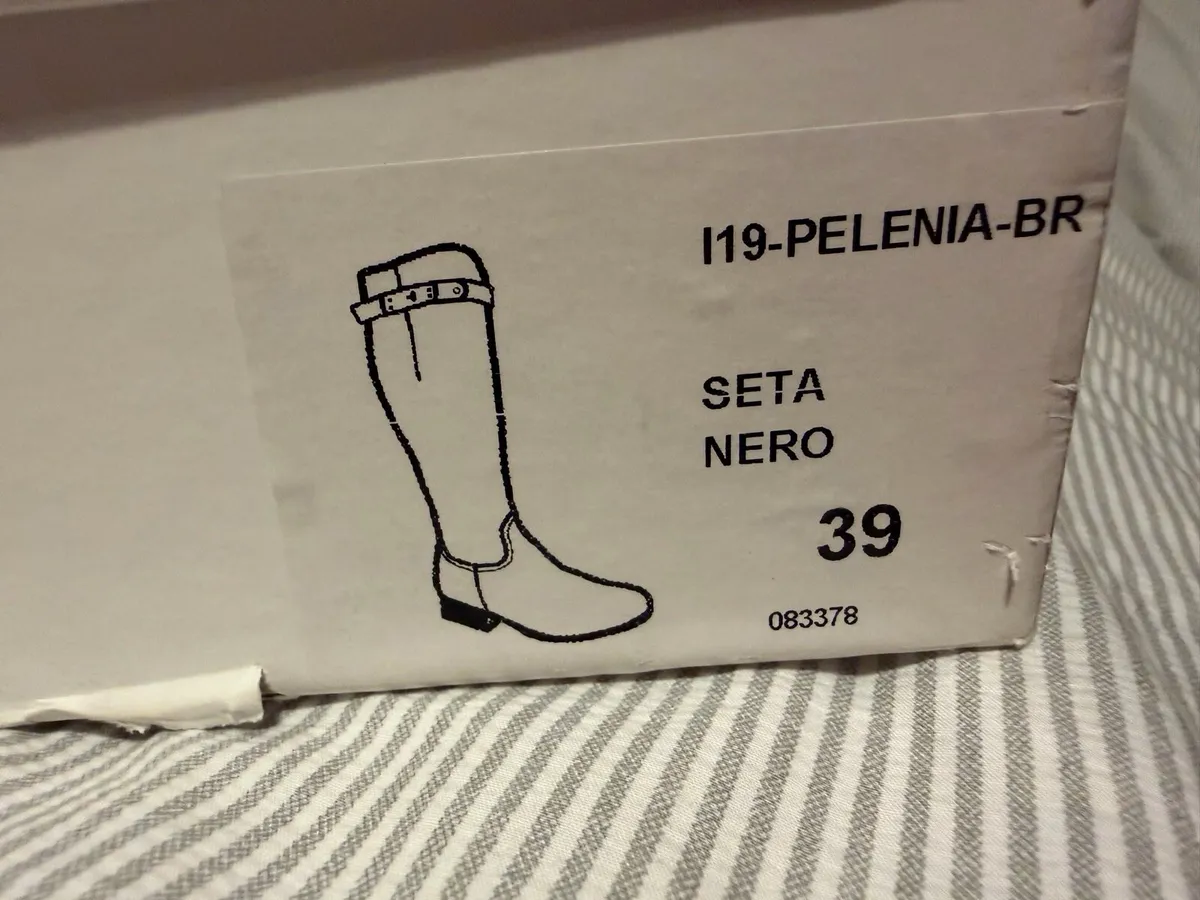 I19-PELENIA-BR
SETA
NERO
39
083378